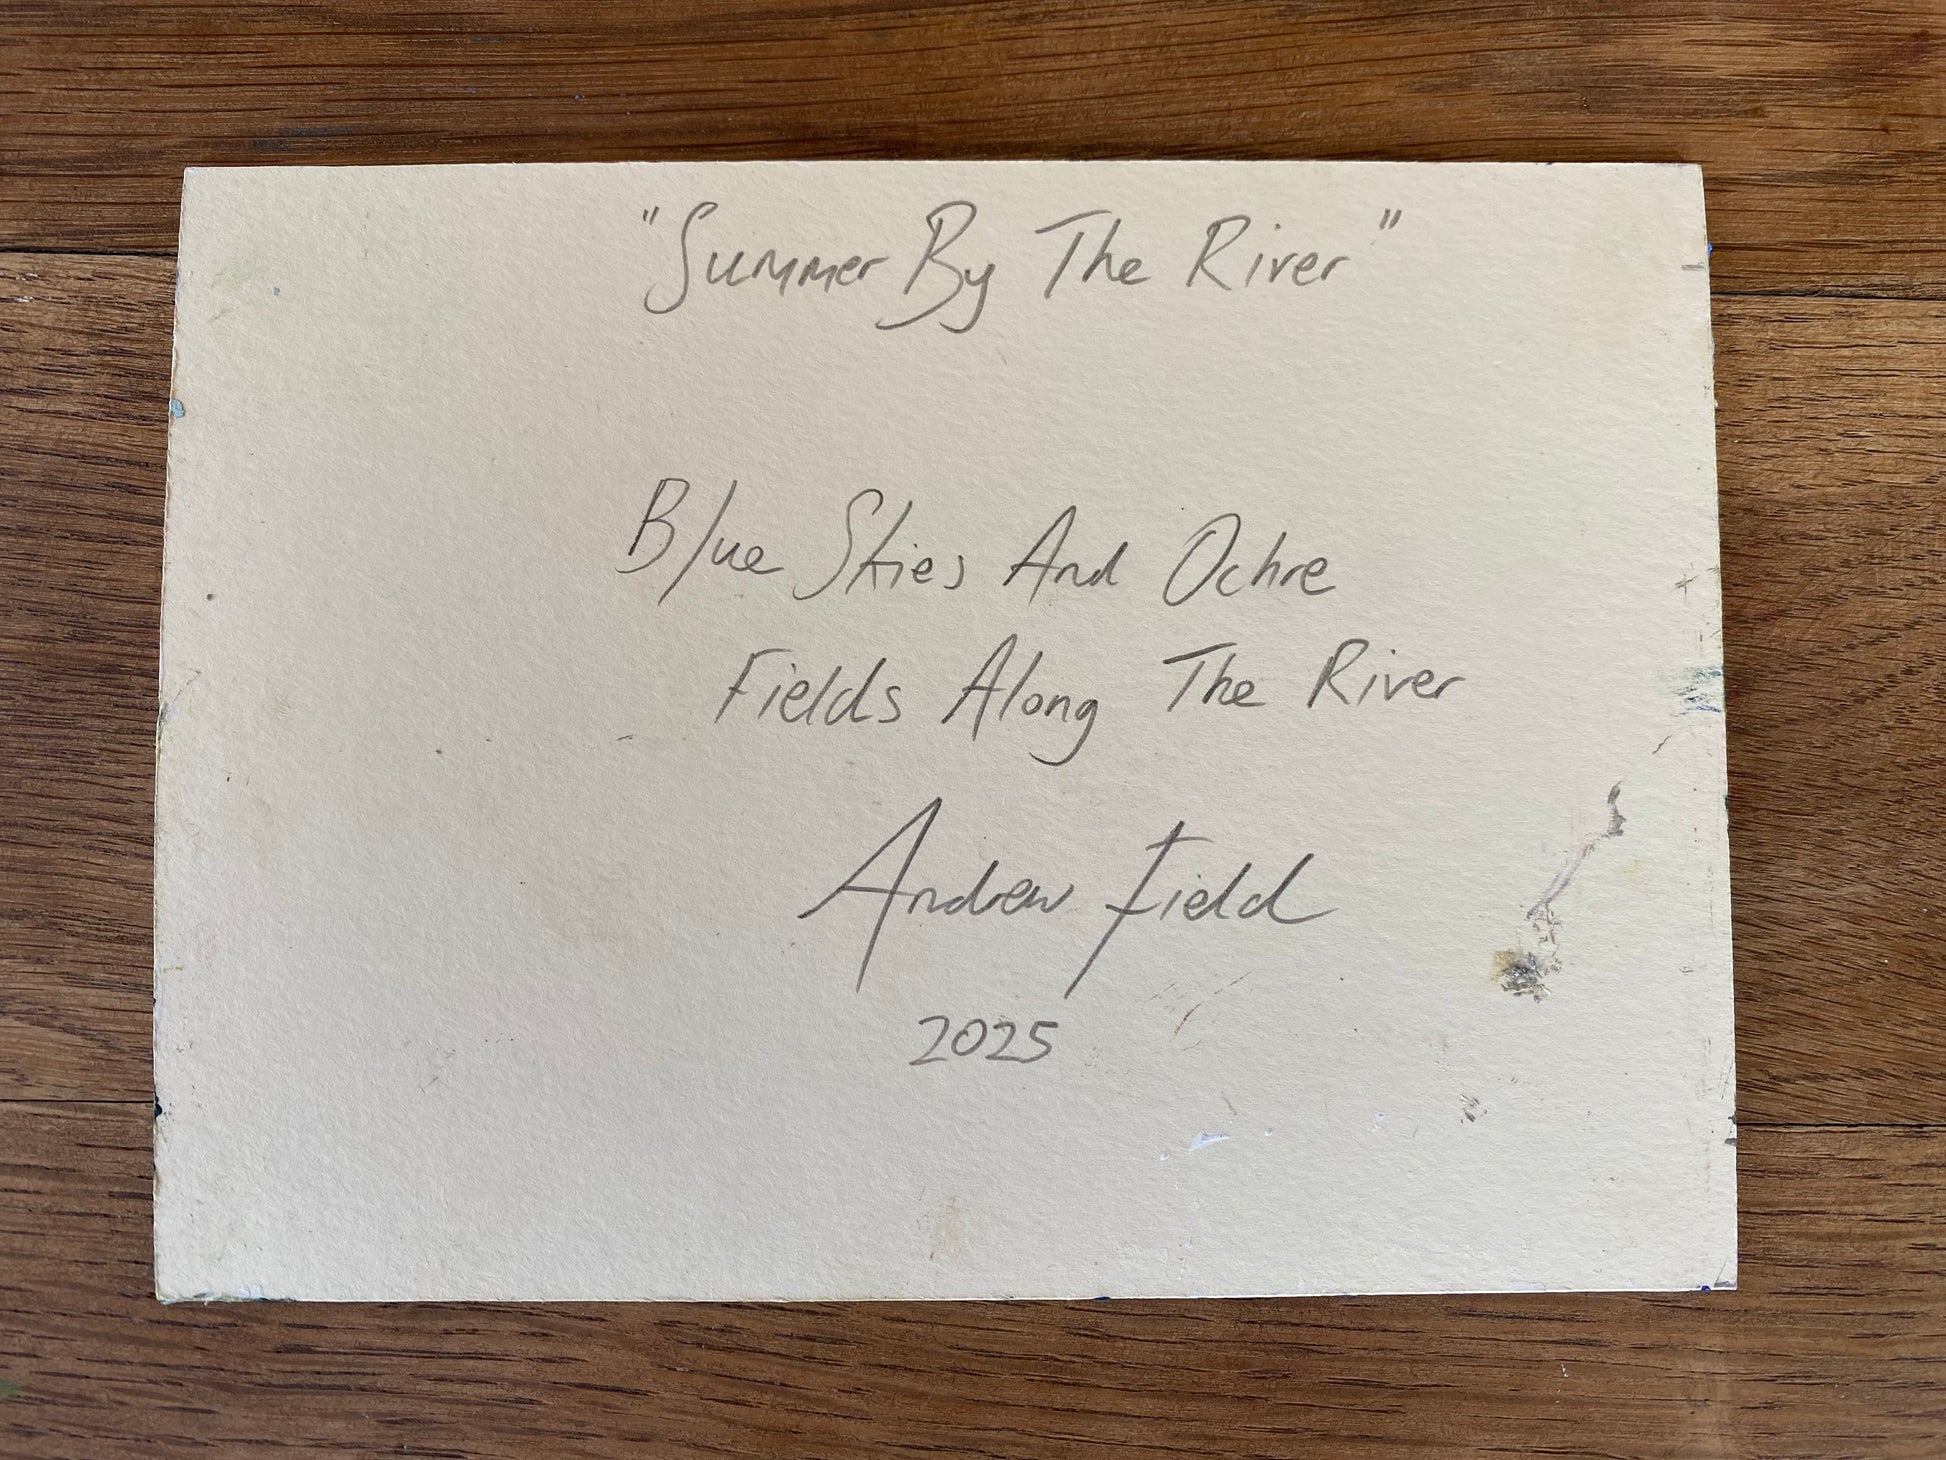 "Summer By The River"
Blue Skies And Ochre
Fields Along The River
Andrew Field
2025